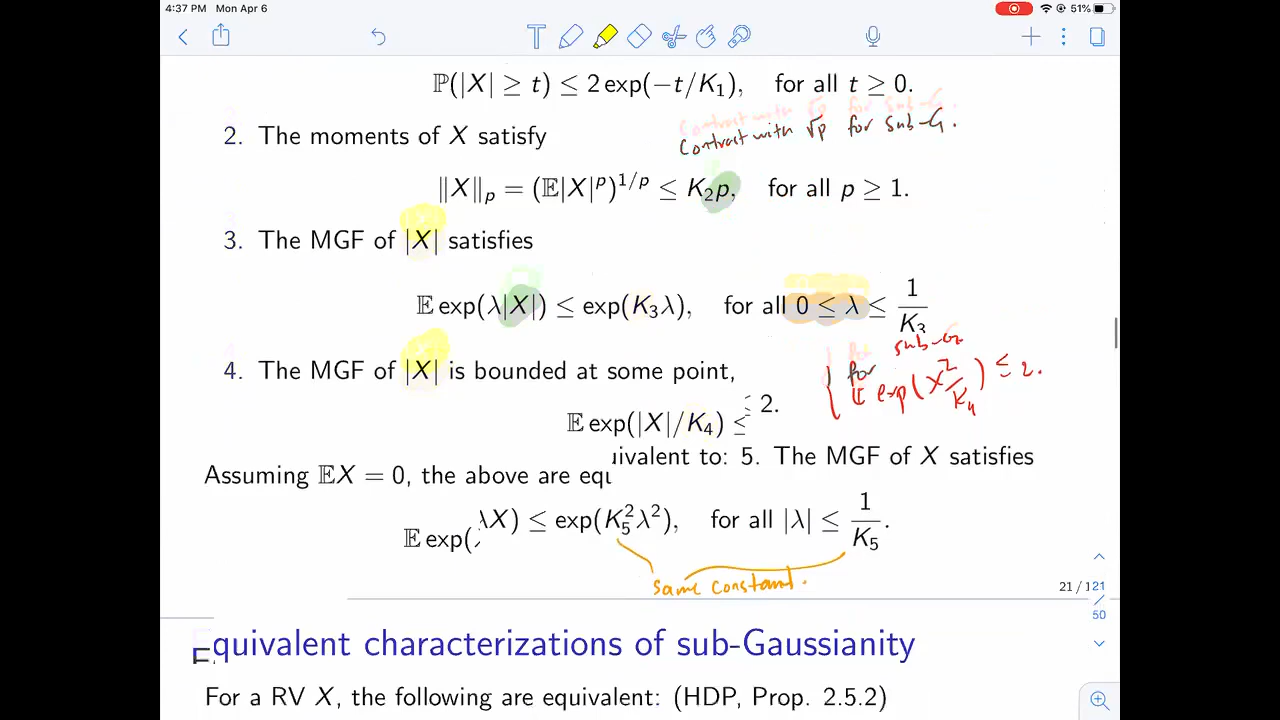 4:37 PM Mon Apr 6 51%
ℙ(|X| ≥ t) ≤ 2 exp(−t/K₁), for all t ≥ 0.
Contrast with √p for sub-G.
2. The moments of X satisfy
‖X‖ₚ = (𝔼|X|ᵖ)^{1/p} ≤ K₂p, for all p ≥ 1.
3. The MGF of |X| satisfies
𝔼 exp(λ|X|) ≤ exp(K₃λ), for all 0 ≤ λ ≤ 1/K₃
for sub-G
4. The MGF of |X| is bounded at some point,
𝔼 exp(X²/K₄) ≤ 2.
𝔼 exp(|X|/K₄) ≤ 2.
Assuming 𝔼X = 0, the above are equivalent to: 5. The MGF of X satisfies
𝔼 exp(λX) ≤ exp(K₅²λ²), for all |λ| ≤ 1/K₅.
same constant.
21 / 121
50
Equivalent characterizations of sub-Gaussianity
For a RV X, the following are equivalent: (HDP, Prop. 2.5.2)